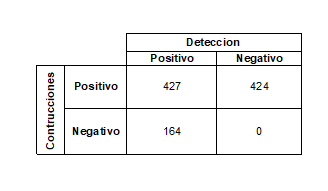 Deteccion
Positivo Negativo
Contrucciones
Positivo 427 424
Negativo 164 0